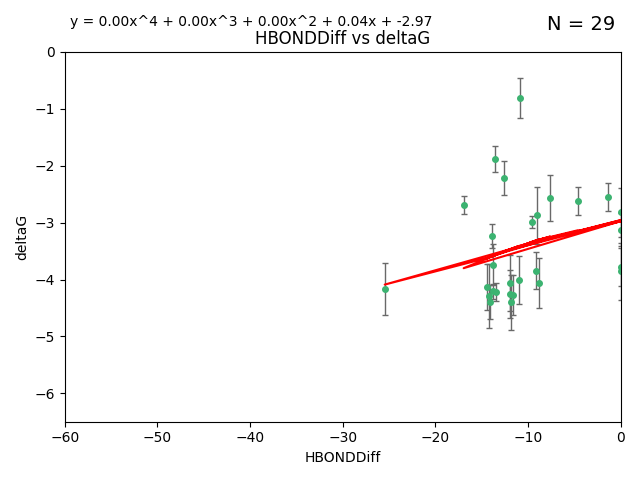 y = 0.00x^4 + 0.00x^3 + 0.00x^2 + 0.04x + -2.97
N = 29
HBONDDiff vs deltaG
0
−1
−2
−3
−4
−5
−6
deltaG
−60 −50 −40 −30 −20 −10 0
HBONDDiff